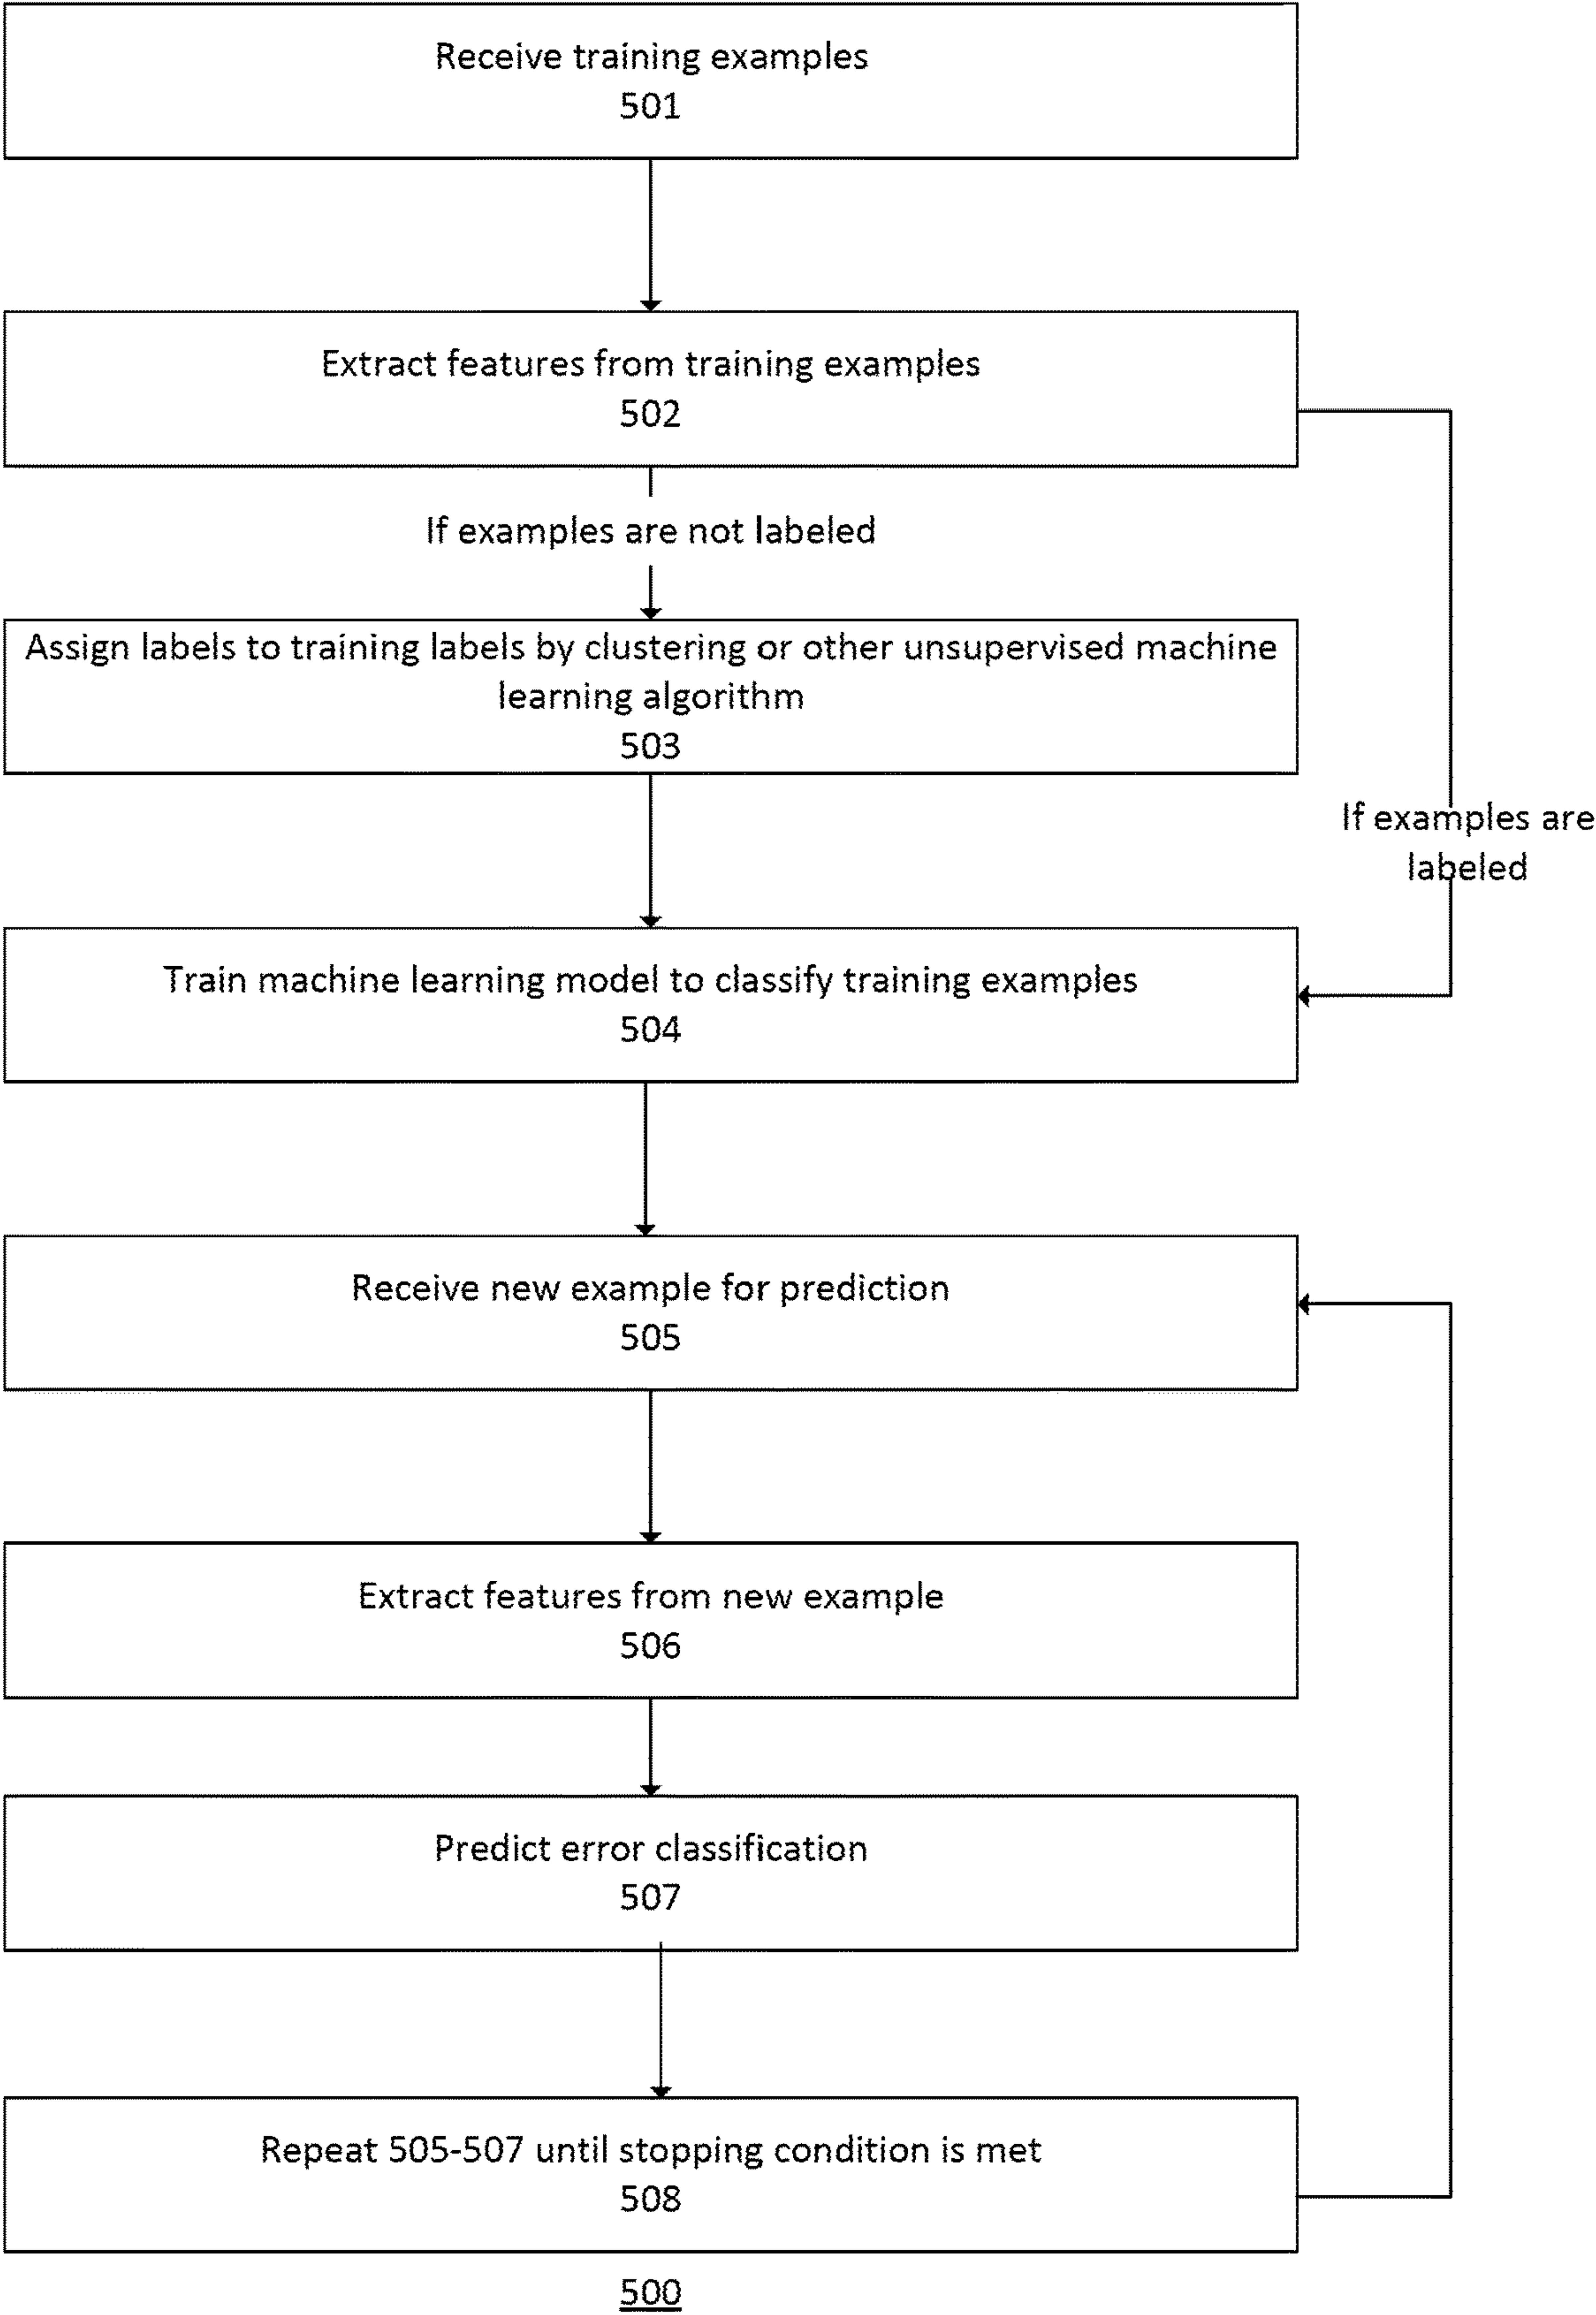 Receive training examples
501
Extract features from training examples
502
If examples are not labeled
Assign labels to training labels by clustering or other unsupervised machine
learning algorithm
503
If examples are
labeled
Train machine learning model to classify training examples
504
Receive new example for prediction
505
Extract features from new example
506
Predict error classification
507
Repeat 505-507 until stopping condition is met
508
500